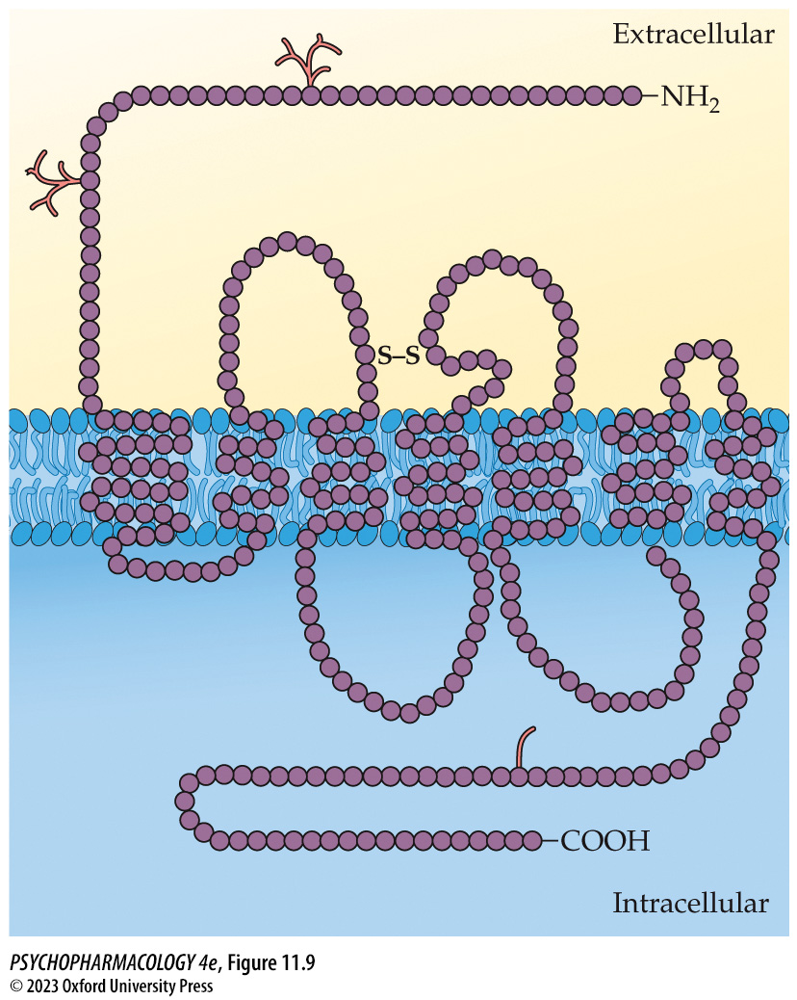 Extracellular
–NH₂
S–S
–COOH
Intracellular
PSYCHOPHARMACOLOGY 4e, Figure 11.9
© 2023 Oxford University Press